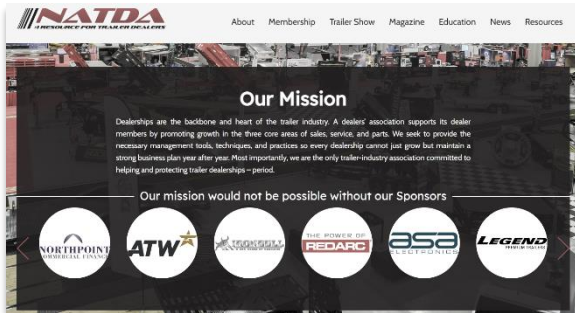 NATDA
A RESOURCE FOR TRAILER DEALERS
About Membership Trailer Show Magazine Education News Resources
Our Mission
Dealerships are the backbone and heart of the trailer industry. A dealers' association supports its dealer
members by promoting growth in the three core areas of sales, service, and parts. We seek to provide the
necessary management tools, techniques, and practices so every dealership cannot just grow but maintain a
strong business plan year after year. Most importantly, we are the only trailer-industry association committed to
helping and protecting trailer dealerships – period.
Our mission would not be possible without our Sponsors
NORTHPOINT
COMMERCIAL FINANCE
ATW
IRONBULL
THE POWER OF
REDARC
asa
ELECTRONICS
LEGEND
PREMIUM TRAILERS